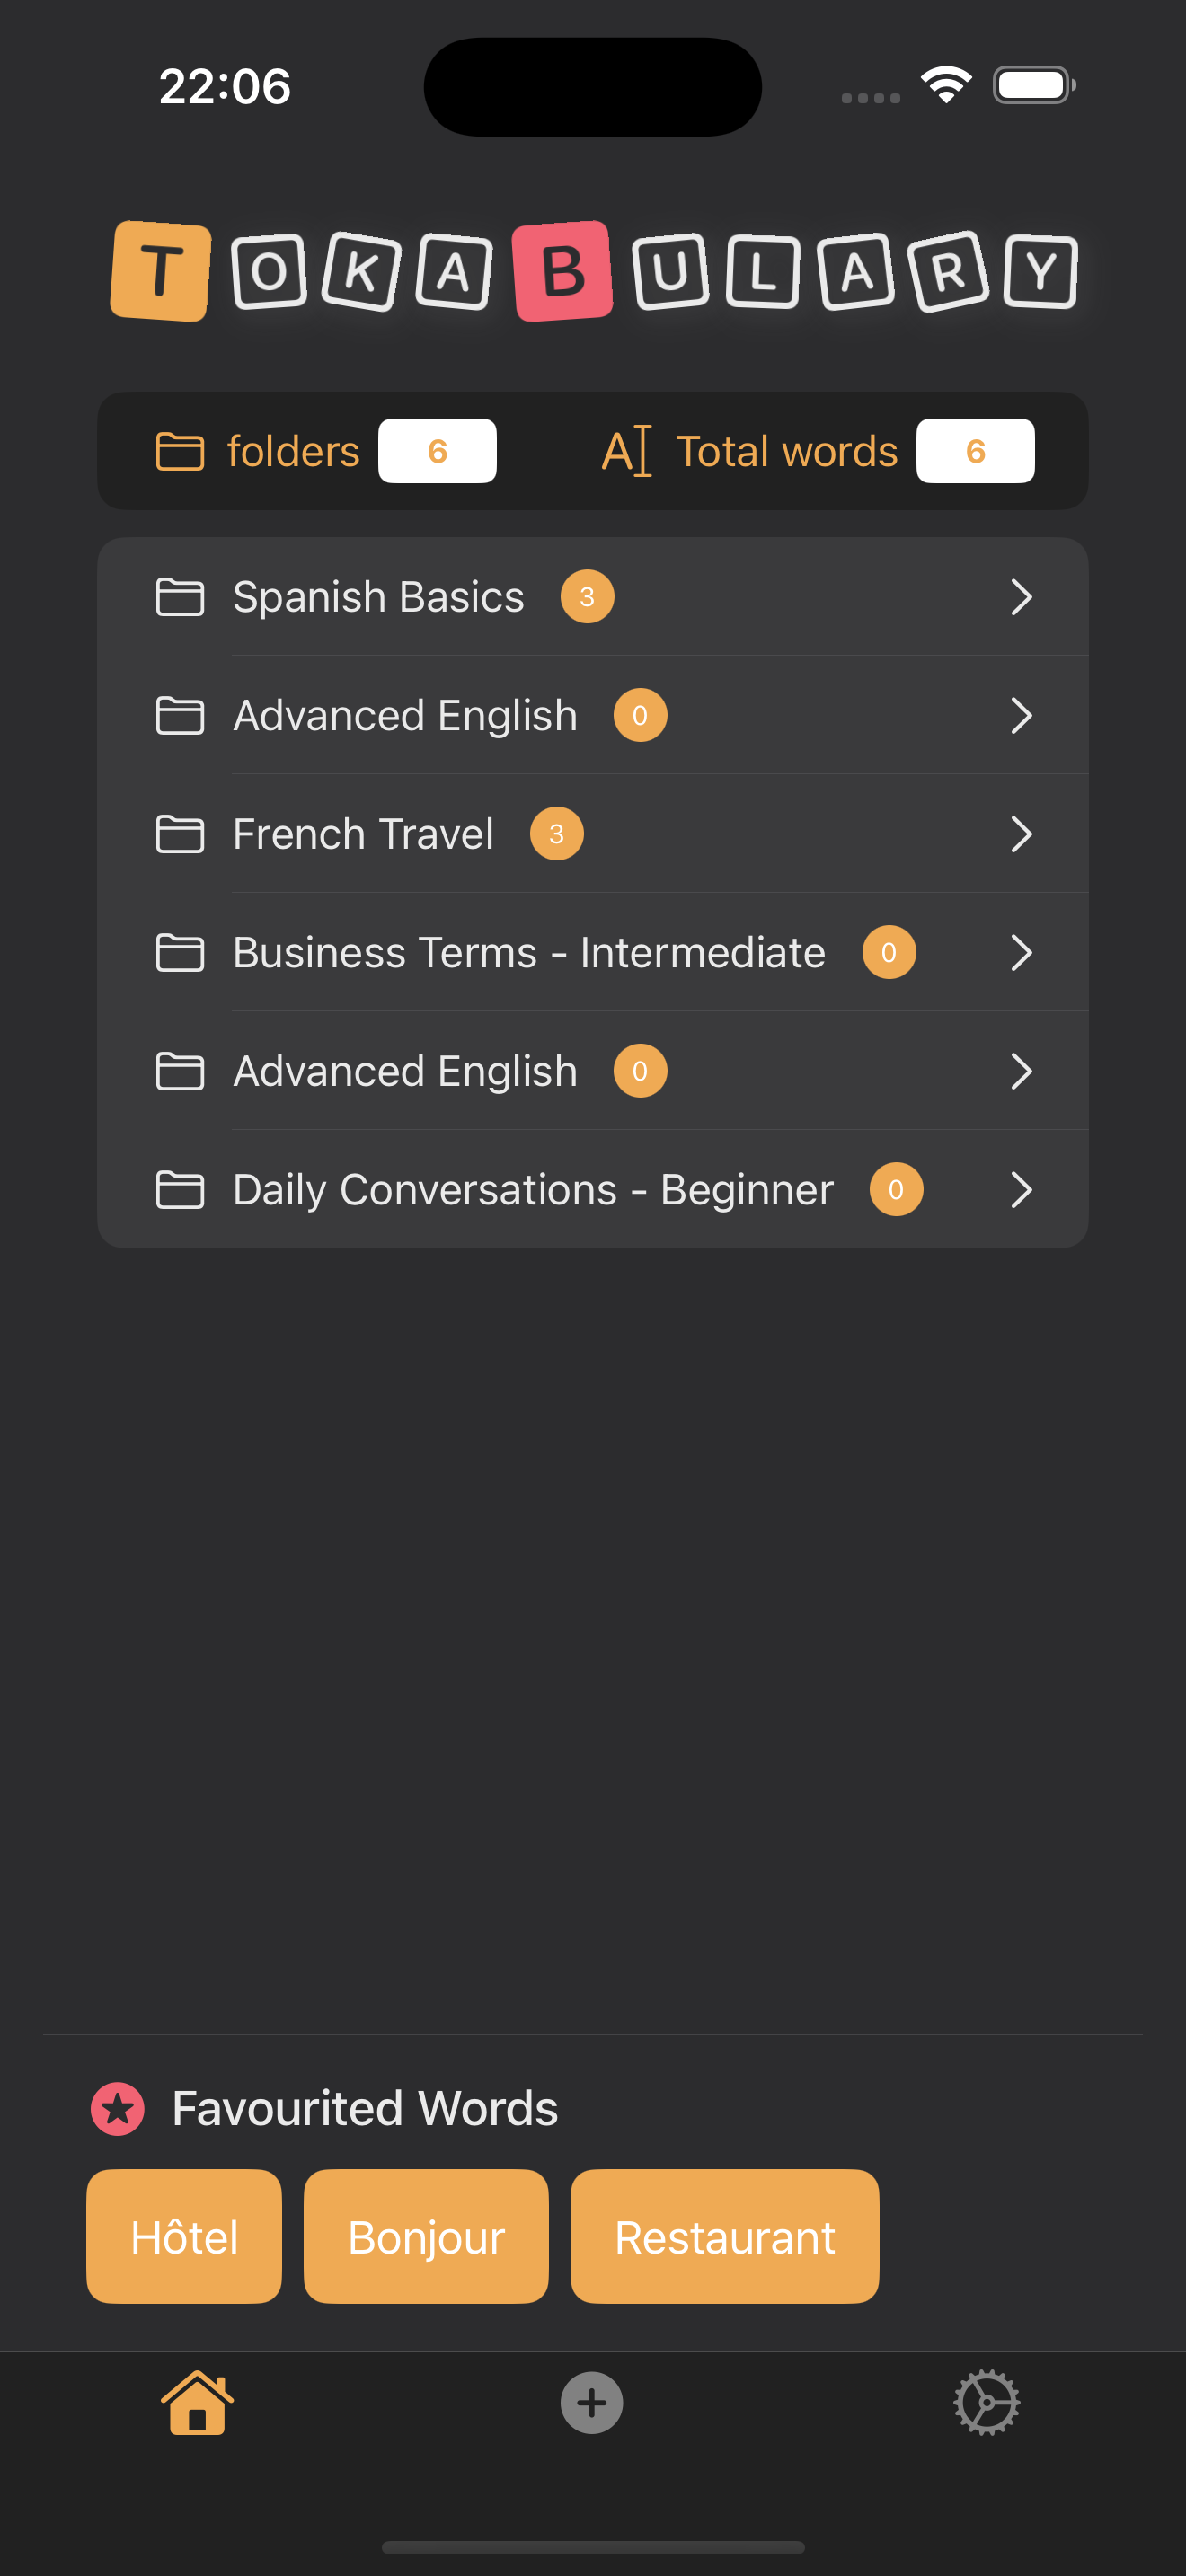 22:06
TOKABULARY
folders 6 Total words 6
Spanish Basics 3
Advanced English 0
French Travel 3
Business Terms - Intermediate 0
Advanced English 0
Daily Conversations - Beginner 0
Favourited Words
Hôtel Bonjour Restaurant